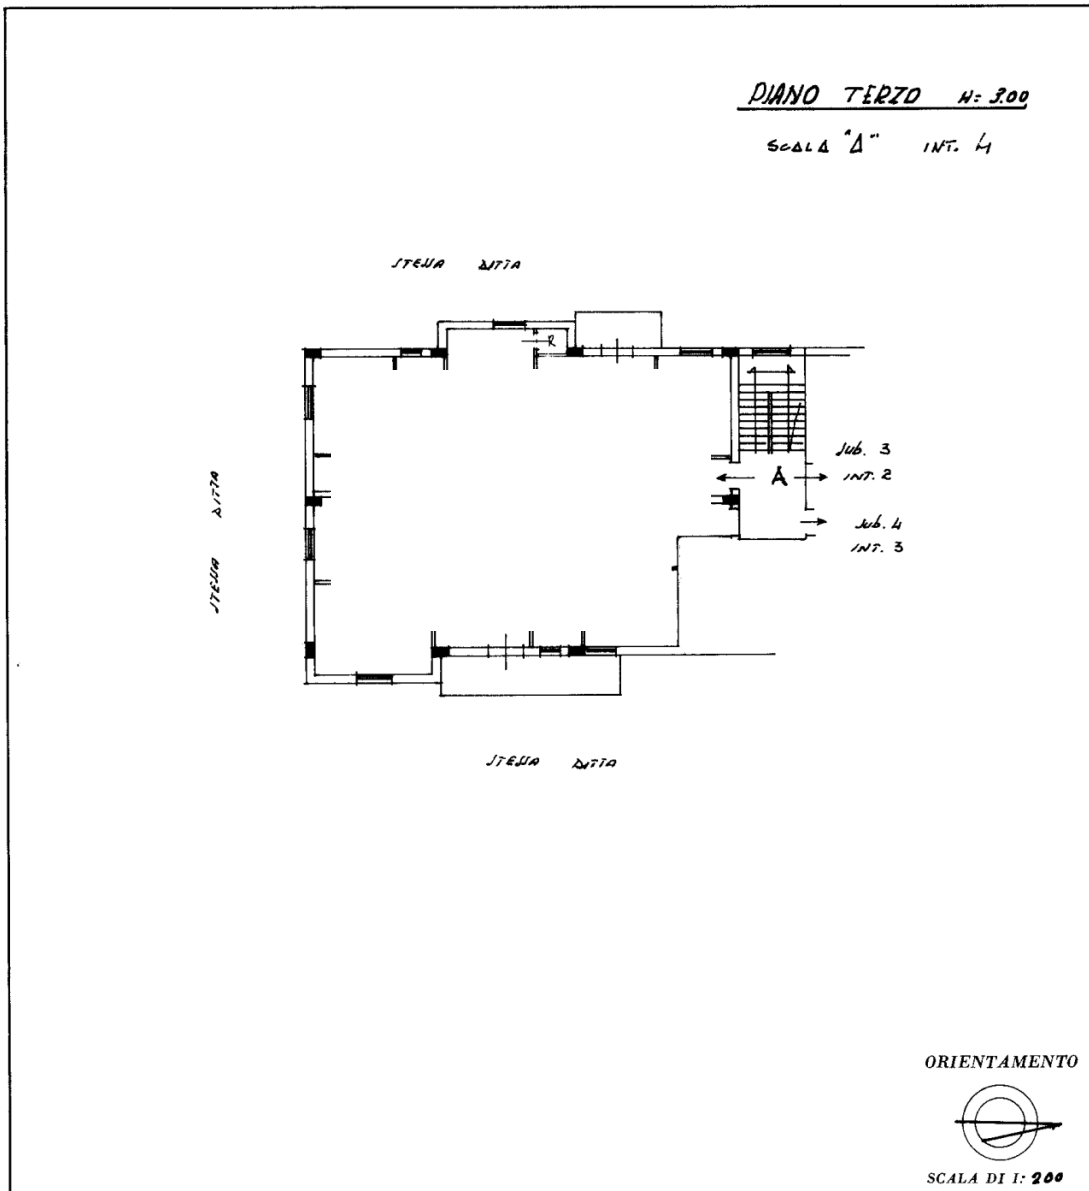 PIANO TERZO H= 3.00
SCALA "A" INT. 4
STESSA DITTA
R
STESSA DITTA
A
Sub. 3
INT. 2
Sub. 4
INT. 3
STESSA DITTA
ORIENTAMENTO
SCALA DI 1: 200